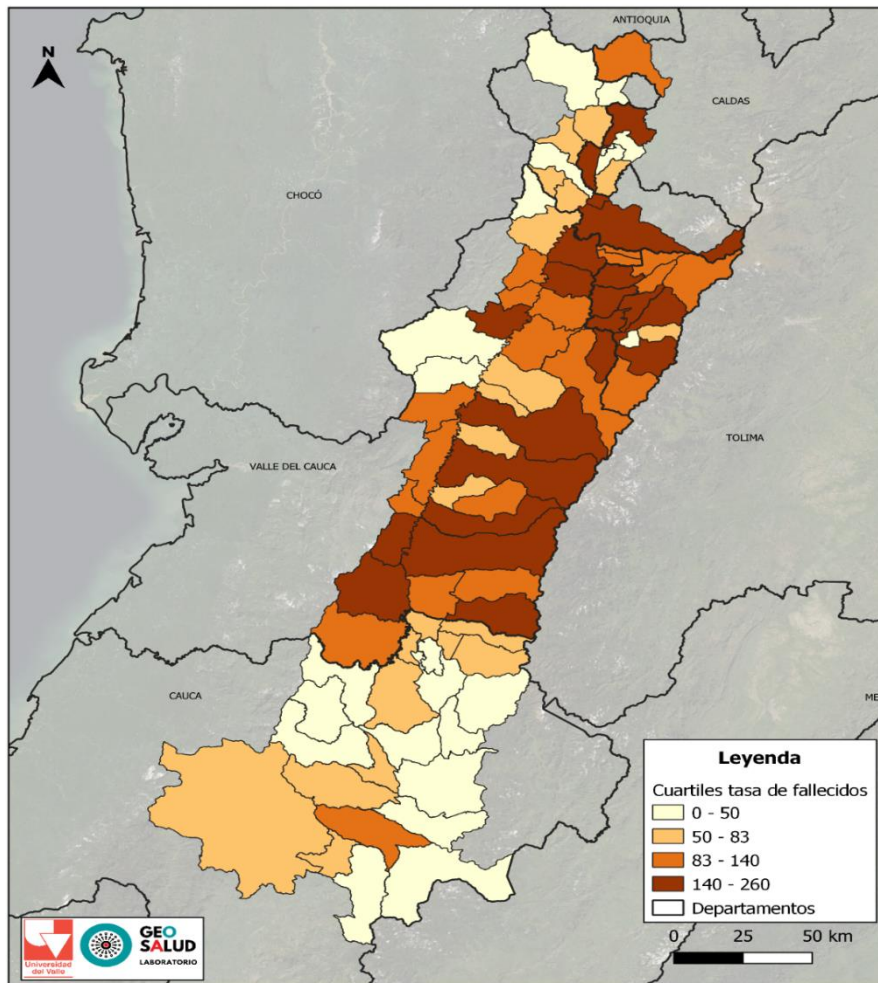 ANTIOQUIA
N
CALDAS
CHOCÓ
TOLIMA
VALLE DEL CAUCA
CAUCA
ME
Leyenda
Cuartiles tasa de fallecidos
0 - 50
50 - 83
83 - 140
140 - 260
Departamentos
0 25 50 km
Universidad
del Valle
GEO
SALUD
LABORATORIO